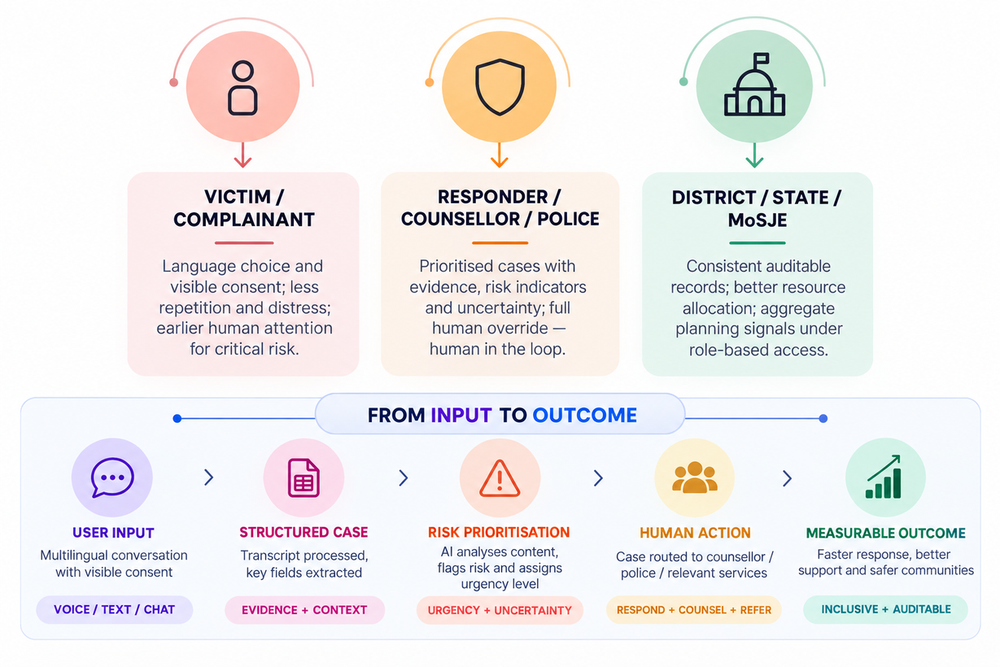 VICTIM /
COMPLAINANT
Language choice and
visible consent; less
repetition and distress;
earlier human attention
for critical risk.
RESPONDER /
COUNSELLOR / POLICE
Prioritised cases with
evidence, risk indicators
and uncertainty; full
human override —
human in the loop.
DISTRICT / STATE /
MoSJE
Consistent auditable
records; better resource
allocation; aggregate
planning signals under
role-based access.
FROM INPUT TO OUTCOME
USER INPUT
Multilingual conversation
with visible consent
VOICE / TEXT / CHAT
STRUCTURED CASE
Transcript processed,
key fields extracted
EVIDENCE + CONTEXT
RISK PRIORITISATION
AI analyses content,
flags risk and assigns
urgency level
URGENCY + UNCERTAINTY
HUMAN ACTION
Case routed to counsellor /
police / relevant services
RESPOND + COUNSEL + REFER
MEASURABLE OUTCOME
Faster response, better
support and safer communities
INCLUSIVE + AUDITABLE